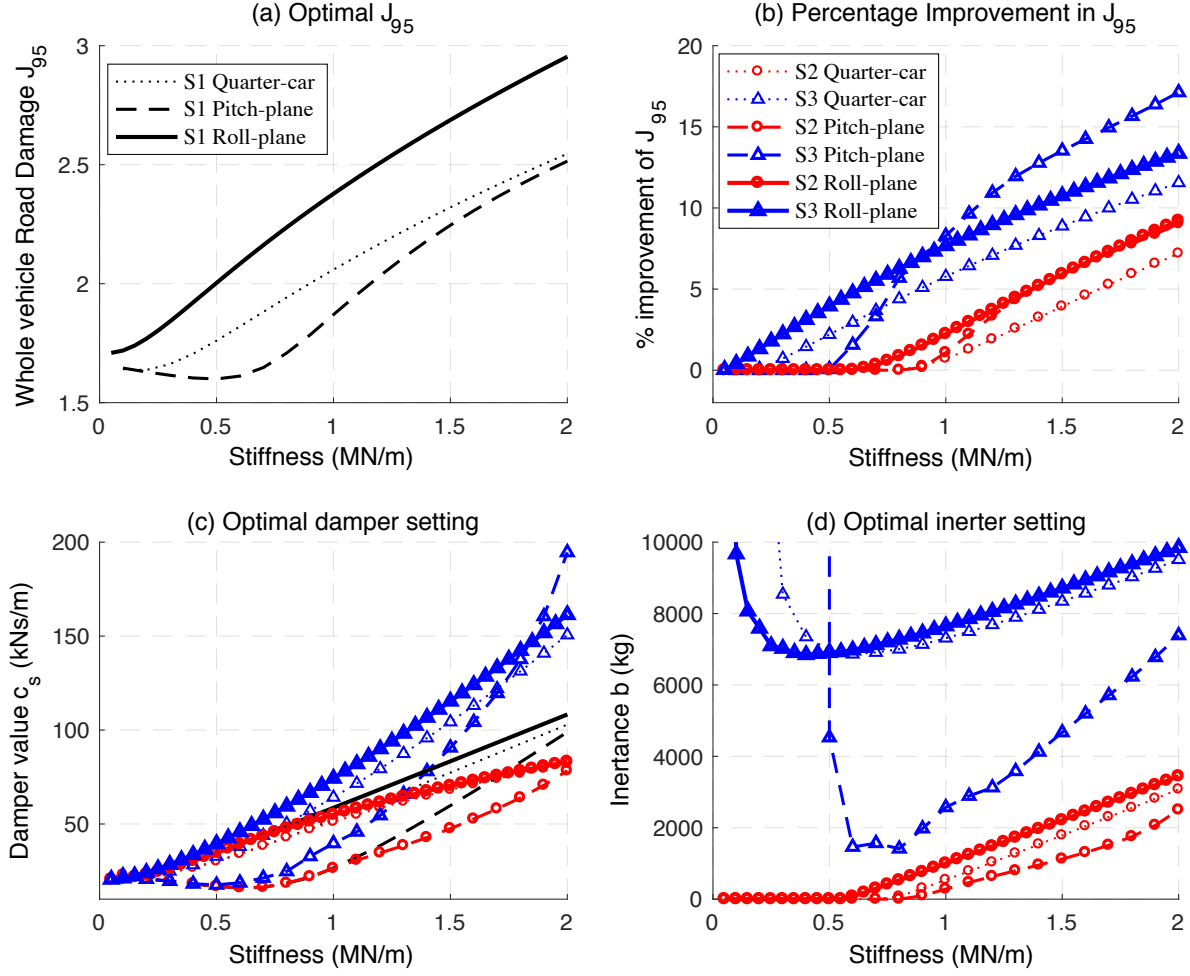 (a) Optimal J95
Whole vehicle Road Damage J95
3
2.5
2
1.5
S1 Quarter-car
S1 Pitch-plane
S1 Roll-plane
0 0.5 1 1.5 2
Stiffness (MN/m)
(b) Percentage Improvement in J95
% improvement of J95
20
15
10
5
0
S2 Quarter-car
S3 Quarter-car
S2 Pitch-plane
S3 Pitch-plane
S2 Roll-plane
S3 Roll-plane
0 0.5 1 1.5 2
Stiffness (MN/m)
(c) Optimal damper setting
Damper value cs (kNs/m)
200
150
100
50
0 0.5 1 1.5 2
Stiffness (MN/m)
(d) Optimal inerter setting
Inertance b (kg)
10000
8000
6000
4000
2000
0
0 0.5 1 1.5 2
Stiffness (MN/m)